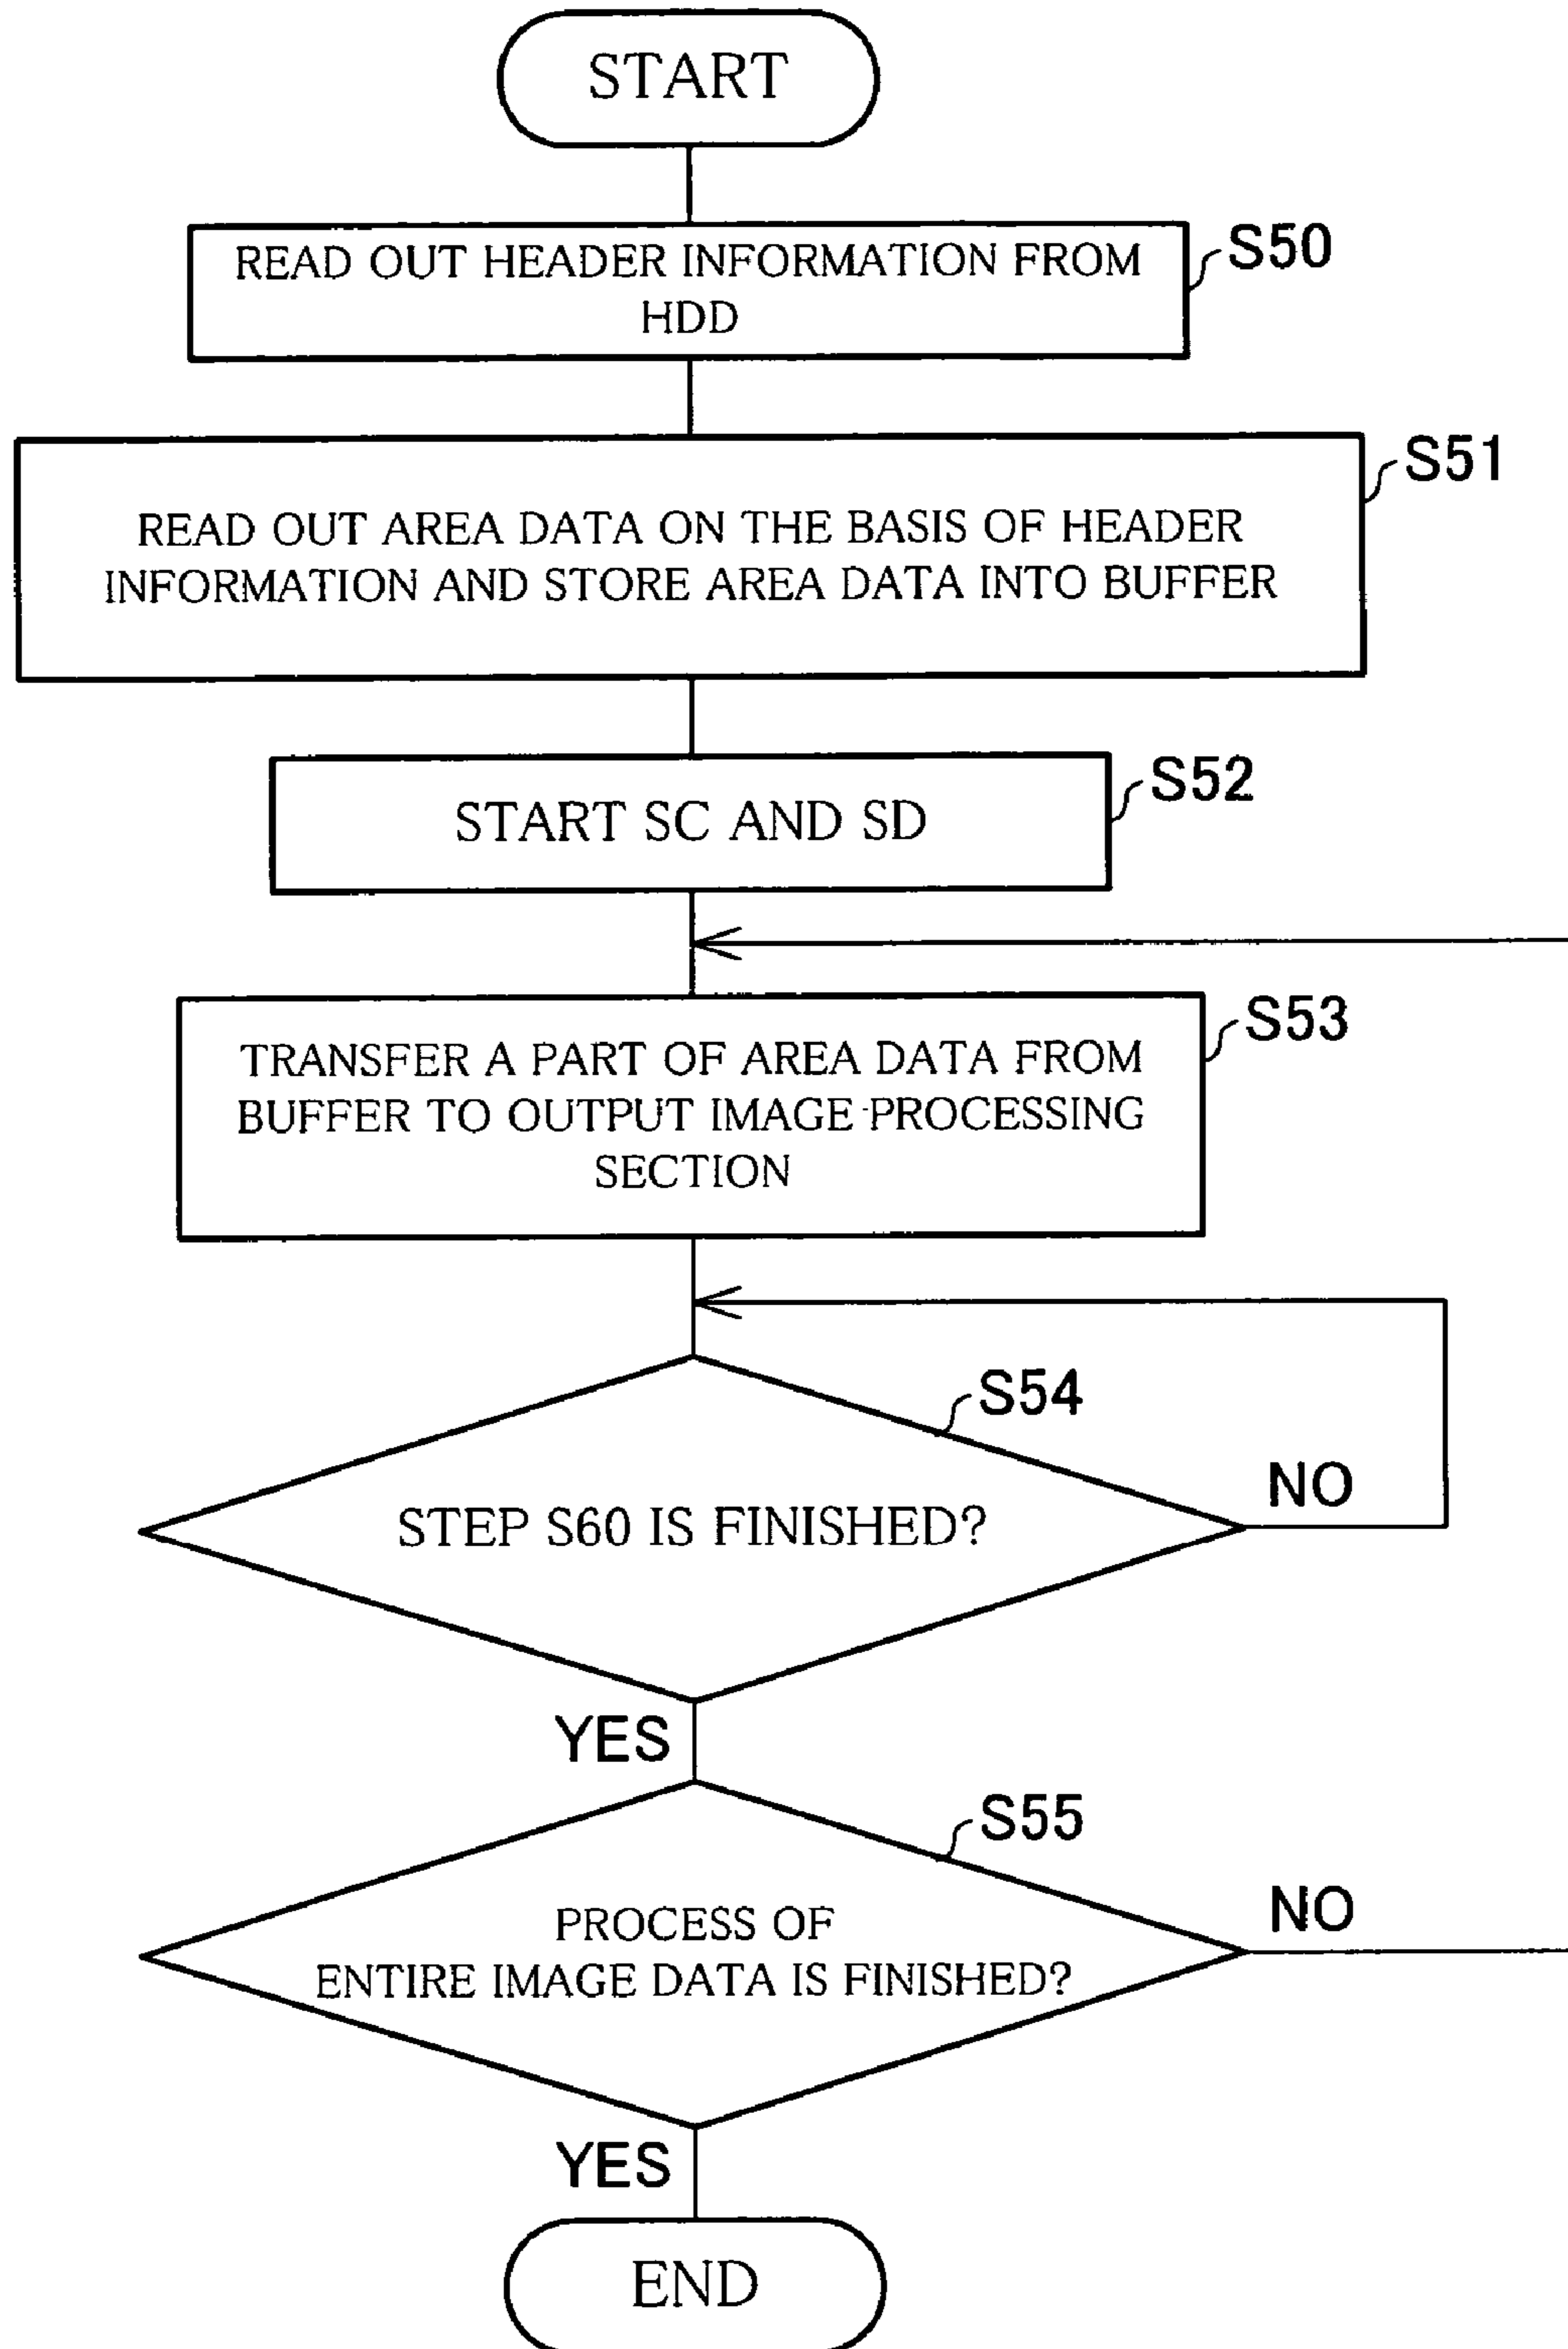 START
READ OUT HEADER INFORMATION FROM
HDD
S50
READ OUT AREA DATA ON THE BASIS OF HEADER
INFORMATION AND STORE AREA DATA INTO BUFFER
S51
START SC AND SD
S52
TRANSFER A PART OF AREA DATA FROM
BUFFER TO OUTPUT IMAGE-PROCESSING
SECTION
S53
S54
STEP S60 IS FINISHED?
NO
YES
S55
PROCESS OF
ENTIRE IMAGE DATA IS FINISHED?
NO
YES
END